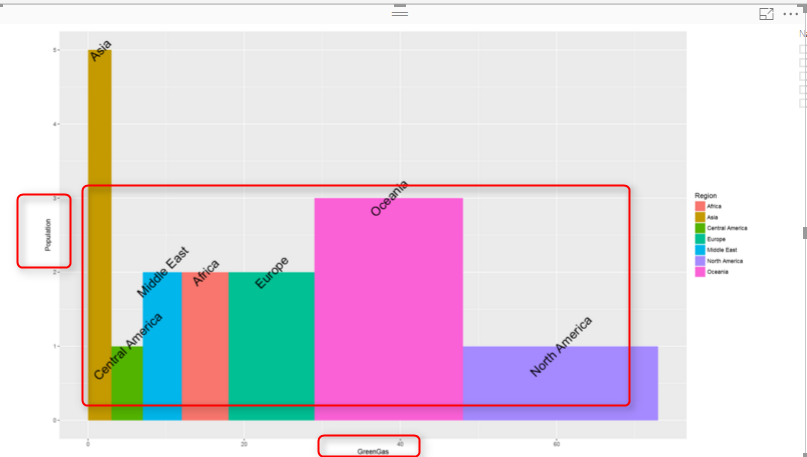 5
Asia
4
3
Oceania
Population
2
Middle East
Africa
Europe
Central America
1
North America
0
0
20
40
60
GreenGas
Region
Africa
Asia
Central America
Europe
Middle East
North America
Oceania